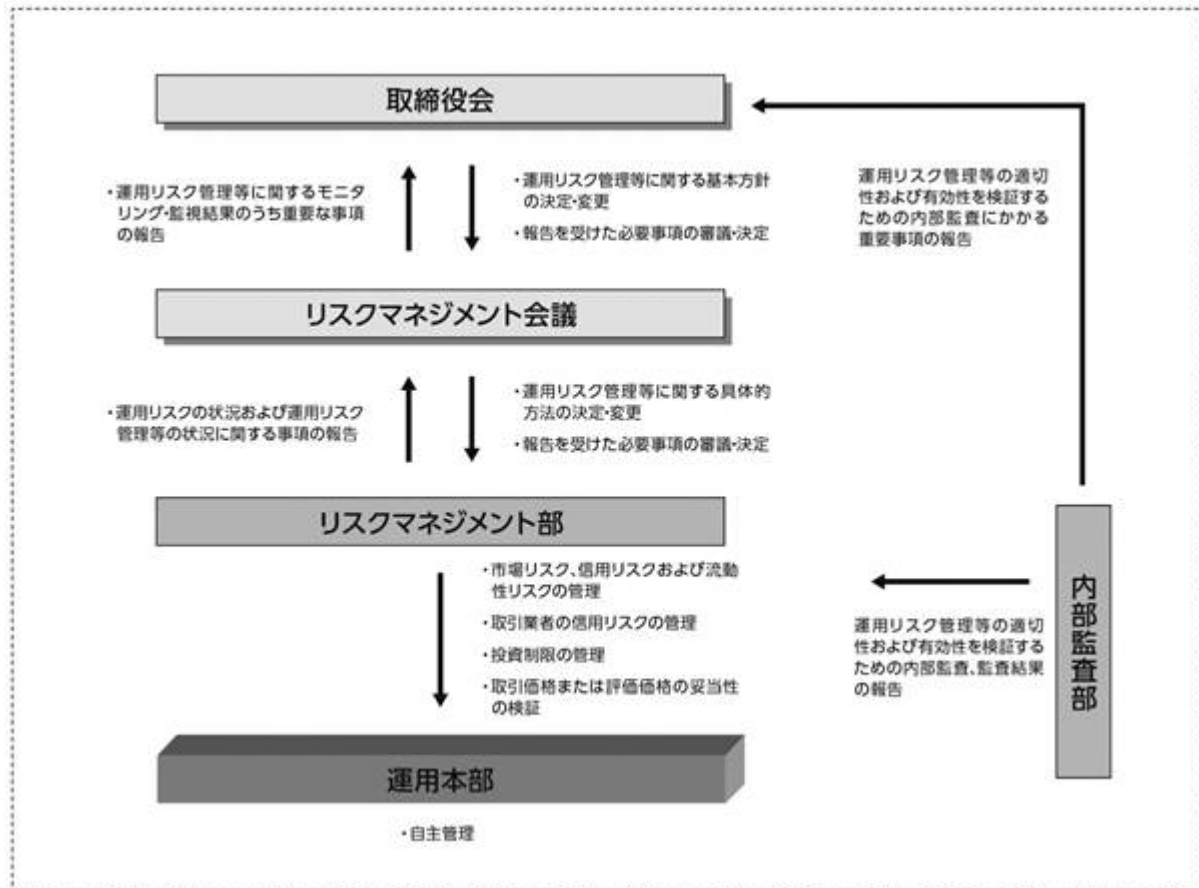 取締役会
・運用リスク管理等に関するモニタ
リング・監視結果のうち重要な事項
の報告
・運用リスク管理等に関する基本方針
の決定・変更
・報告を受けた必要事項の審議・決定
運用リスク管理等の適切
性および有効性を検証する
ための内部監査にかかる
重要事項の報告
リスクマネジメント会議
・運用リスクの状況および運用リスク
管理等の状況に関する事項の報告
・運用リスク管理等に関する具体的
方法の決定・変更
・報告を受けた必要事項の審議・決定
リスクマネジメント部
・市場リスク、信用リスクおよび流動
性リスクの管理
・取引業者の信用リスクの管理
・投資制限の管理
・取引価格または評価価格の妥当性
の検証
運用リスク管理等の適切
性および有効性を検証する
ための内部監査、監査結果
の報告
内部監査部
運用本部
・自主管理